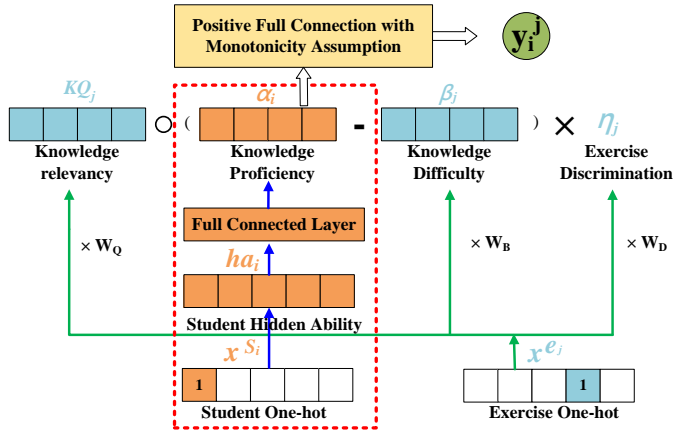 Positive Full Connection with
Monotonicity Assumption
y_i^j
KQ_j
α_i
β_j
η_j
○ ( - ) ×
Knowledge
relevancy
Knowledge
Proficiency
Knowledge
Difficulty
Exercise
Discrimination
Full Connected Layer
× W_Q
× W_B
× W_D
ha_i
Student Hidden Ability
x^{S_i}
x^{e_j}
1
1
Student One-hot
Exercise One-hot